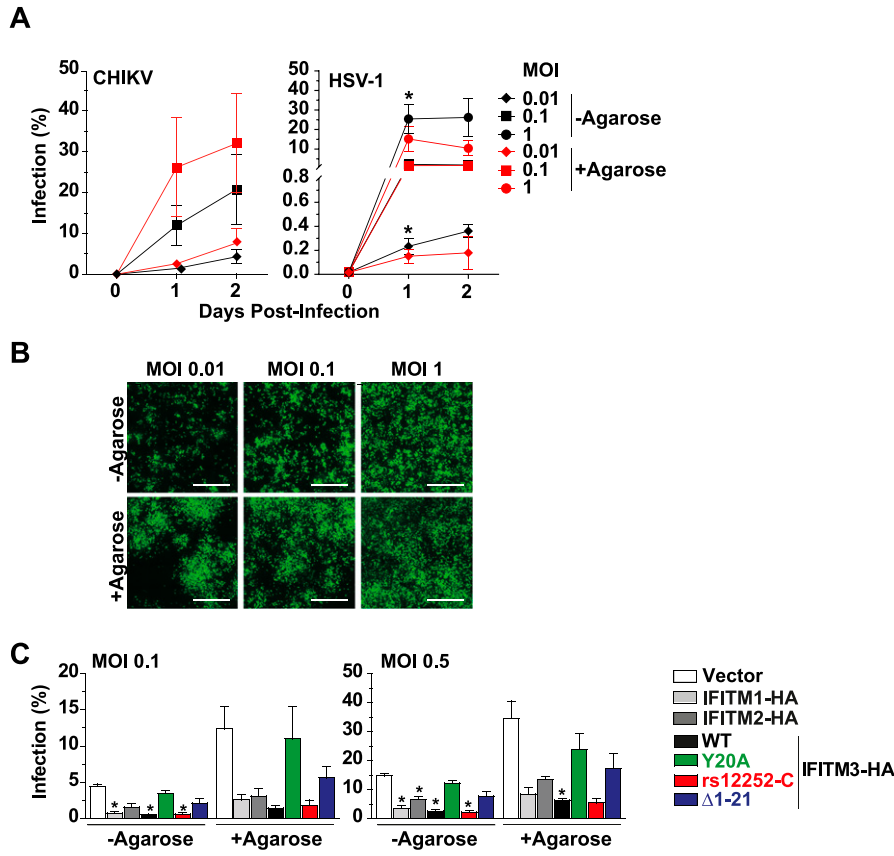 A
CHIKV
HSV-1
MOI
0.01
0.1
1
-Agarose
0.01
0.1
1
+Agarose
Infection (%)
50
40
30
20
10
0
50
40
30
20
10
0.8
0.6
0.4
0.2
0.0
*
*
0 1 2
0 1 2
Days Post-Infection
B
MOI 0.01 MOI 0.1 MOI 1
-Agarose
+Agarose
C
MOI 0.1
MOI 0.5
Infection (%)
20
15
10
5
0
50
40
30
20
10
0
* * *
* * * * *
-Agarose +Agarose
-Agarose +Agarose
Vector
IFITM1-HA
IFITM2-HA
WT
Y20A
rs12252-C
Δ1-21
IFITM3-HA